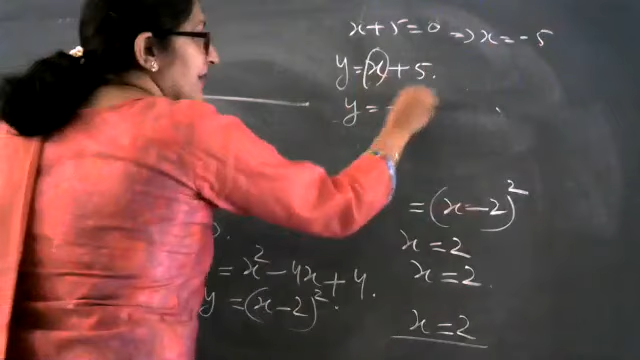 x+5=0 => x=-5
y=(x)+5.
y=-
=(x-2)²
x=2
x=2.
x=2
= x²-4x+4.
y =(x-2)².